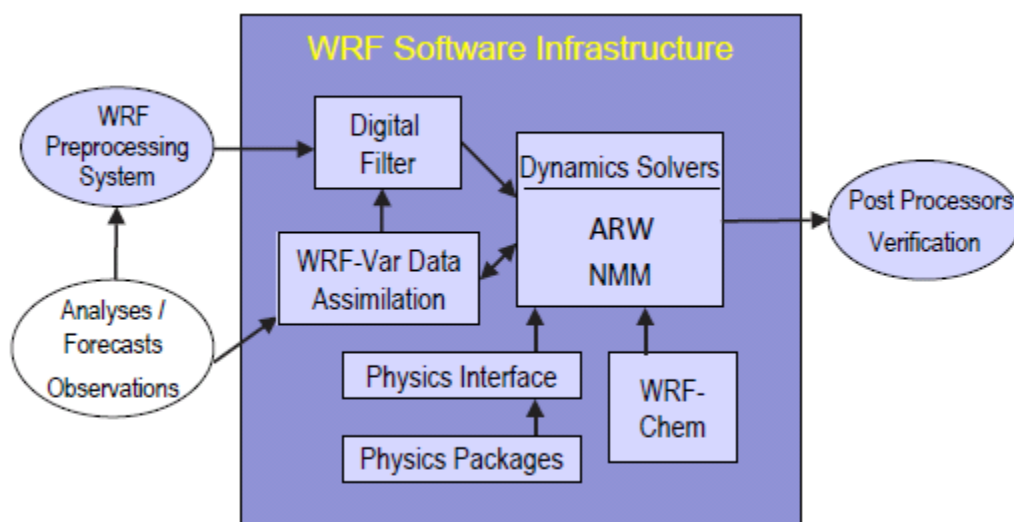 WRF Software Infrastructure
WRF
Preprocessing
System
Digital
Filter
Dynamics Solvers
ARW
NMM
Post Processors
Verification
WRF-Var Data
Assimilation
Analyses /
Forecasts
Observations
Physics Interface
WRF-
Chem
Physics Packages